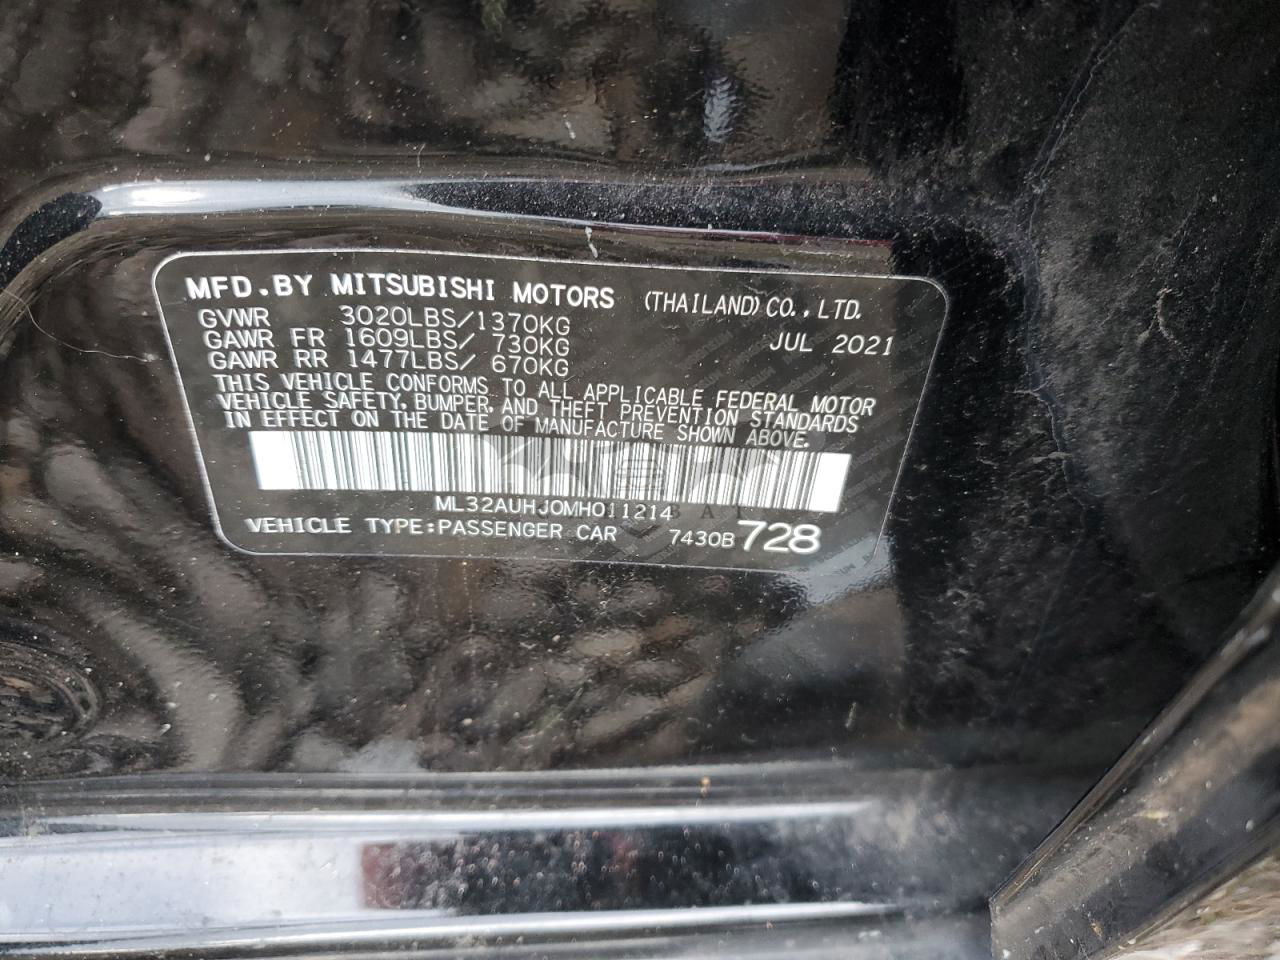 MFD.BY MITSUBISHI MOTORS (THAILAND) CO., LTD.
GVWR 3020LBS/1370KG
GAWR FR 1609LBS/ 730KG JUL 2021
GAWR RR 1477LBS/ 670KG
THIS VEHICLE CONFORMS TO ALL APPLICABLE FEDERAL MOTOR
VEHICLE SAFETY, BUMPER, AND THEFT PREVENTION STANDARDS
IN EFFECT ON THE DATE OF MANUFACTURE SHOWN ABOVE.
ML32AUHJ0MH011214
VEHICLE TYPE:PASSENGER CAR 7430B 728